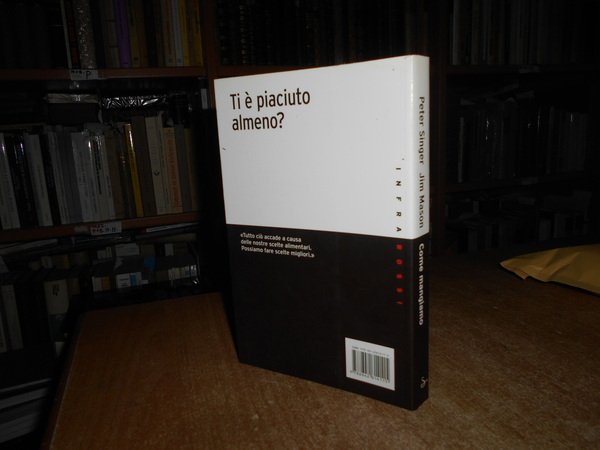 Ti è piaciuto
almeno?
«Tutto ciò accade a causa
delle nostre scelte alimentari.
Possiamo fare scelte migliori.»
INFRAROSSI
Peter Singer Jim Mason Come mangiamo